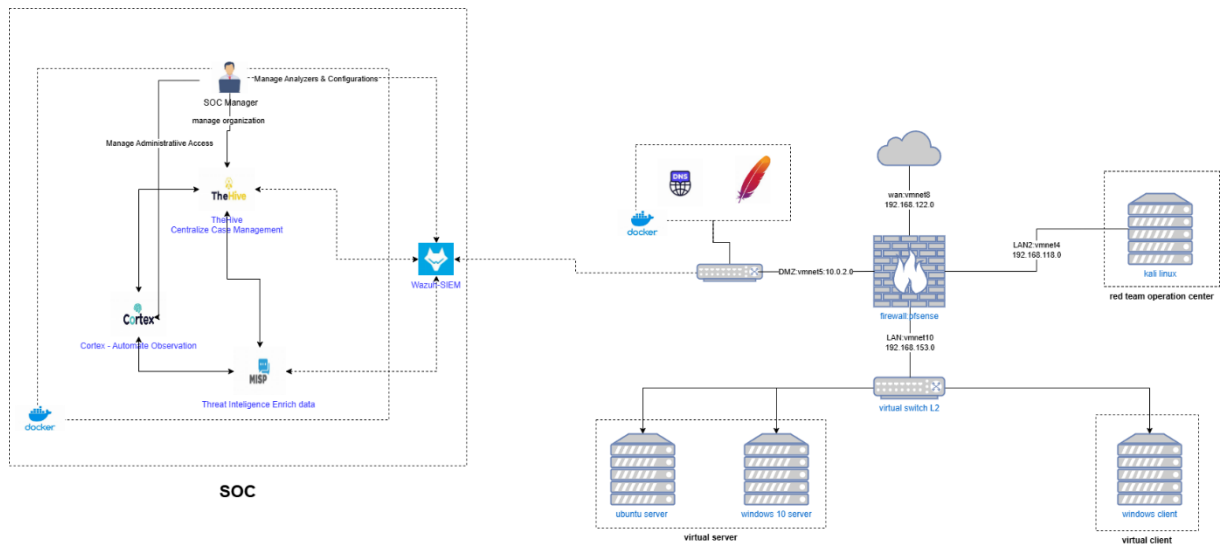 Manage Analyzers & Configurations
SOC Manager
manage organization
Manage Administrative Access
TheHive
TheHive
Centralize Case Management
Cortex
Cortex - Automate Observation
MISP
Threat Inteligence Enrich data
docker
SOC
Wazuh-SIEM
DNS
docker
DMZ:vmnet5:10.0.2.0
wan:vmnet8
192.168.122.0
firewall:pfsense
LAN2:vmnet4
192.168.118.0
kali linux
red team operation center
LAN:vmnet10
192.168.153.0
virtual switch L2
ubuntu server
windows 10 server
virtual server
windows client
virtual client